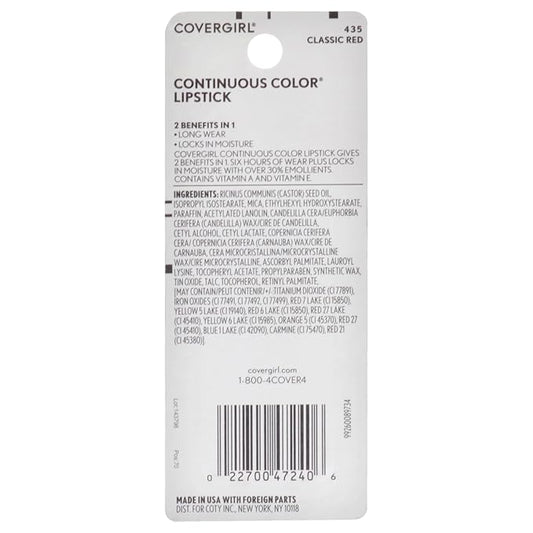 COVERGIRL®
435
CLASSIC RED
CONTINUOUS COLOR®
LIPSTICK
2 BENEFITS IN 1
• LONG WEAR
• LOCKS IN MOISTURE
COVERGIRL CONTINUOUS COLOR LIPSTICK GIVES
2 BENEFITS IN 1. SIX HOURS OF WEAR PLUS LOCKS
IN MOISTURE WITH OVER 30% EMOLLIENTS.
CONTAINS VITAMIN A AND VITAMIN E.
INGREDIENTS: RICINUS COMMUNIS (CASTOR) SEED OIL,
ISOPROPYL ISOSTEARATE, MICA, ETHYLHEXYL HYDROXYSTEARATE,
PARAFFIN, ACETYLATED LANOLIN, CANDELILLA CERA/EUPHORBIA
CERIFERA (CANDELILLA) WAX/CIRE DE CANDELILLA,
CETYL ALCOHOL, CETYL LACTATE, COPERNICIA CERIFERA
CERA/ COPERNICIA CERIFERA (CARNAUBA) WAX/CIRE DE
CARNAUBA, CERA MICROCRISTALLINA/MICROCRYSTALLINE
WAX/CIRE MICROCRYSTALLINE, ASCORBYL PALMITATE, LAUROYL
LYSINE, TOCOPHERYL ACETATE, PROPYLPARABEN, SYNTHETIC WAX,
TIN OXIDE, TALC, TOCOPHEROL, RETINYL PALMITATE.
[MAY CONTAIN/PEUT CONTENIR/+/-TITANIUM DIOXIDE (CI 77891),
IRON OXIDES (CI 77491, CI 77492, CI 77499), RED 7 LAKE (CI 15850),
YELLOW 5 LAKE (CI 19140), RED 6 LAKE (CI 15850), RED 27 LAKE
(CI 45410), YELLOW 6 LAKE (CI 15985), ORANGE 5 (CI 45370), RED 27
(CI 45410), BLUE 1 LAKE (CI 42090), CARMINE (CI 75470), RED 21
(CI 45380)].
covergirl.com
1-800-4COVER4
Lot: 143798
Pos: 70
99260089734
0 22700 47240 6
MADE IN USA WITH FOREIGN PARTS
DIST. FOR COTY INC., NEW YORK, NY 10118